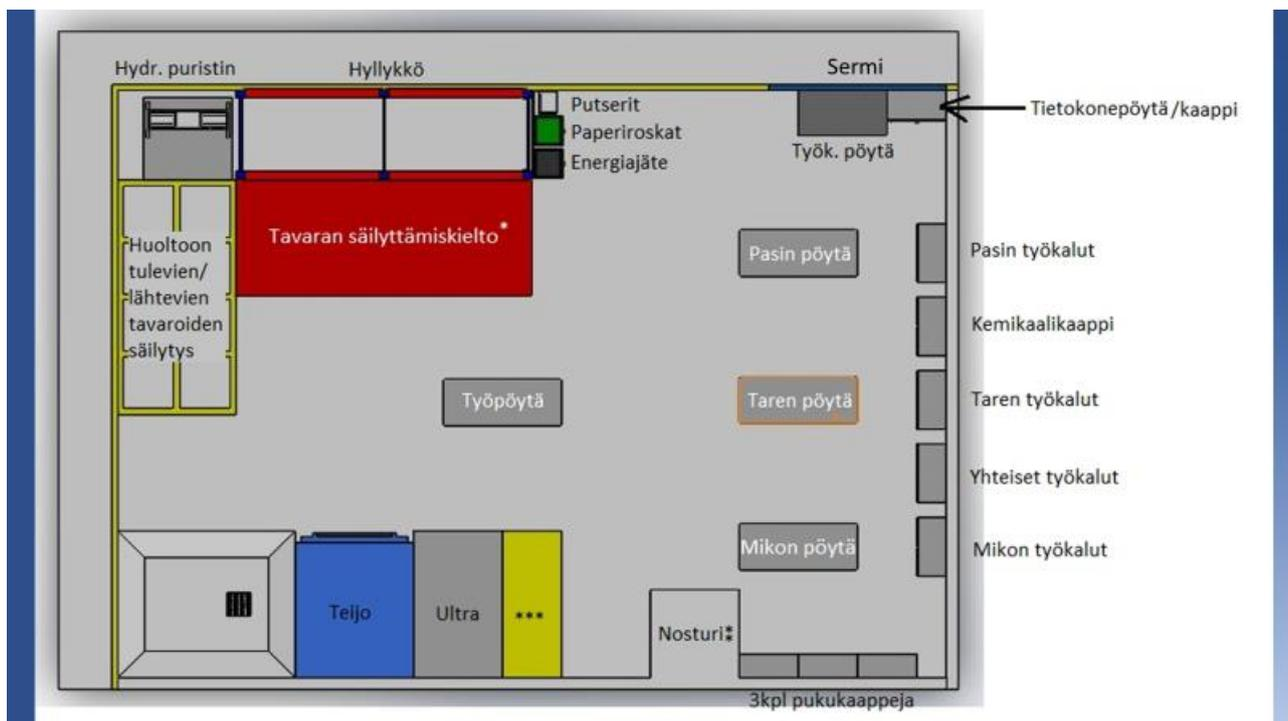 Hydr. puristin
Hyllykkö
Sermi
Putserit
Paperiroskat
Energiajäte
Tietokonepöytä/kaappi
Työk. pöytä
Huoltoon
tulevien/
lähtevien
tavaroiden
säilytys
Tavaran säilyttämiskielto*
Pasin pöytä
Pasin työkalut
Kemikaalikaappi
Työpöytä
Taren pöytä
Taren työkalut
Yhteiset työkalut
Mikon pöytä
Mikon työkalut
Teijo
Ultra
***
Nosturi**
3kpl pukukaappeja